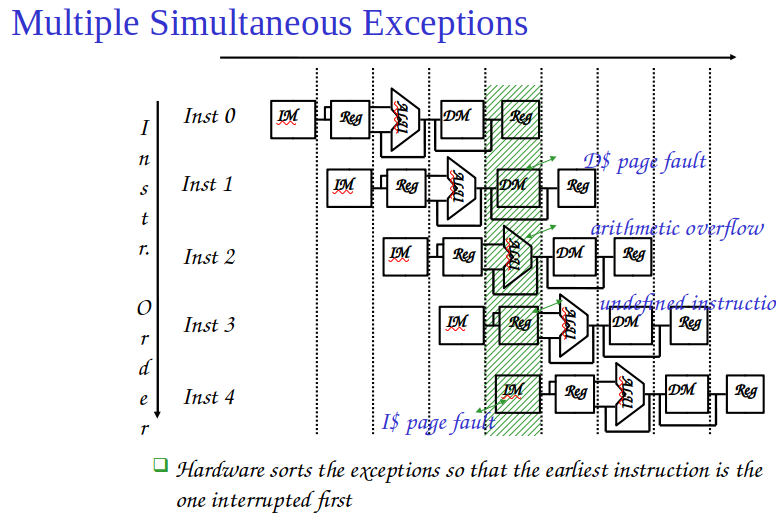 Multiple Simultaneous Exceptions
I
n
s
t
r.
O
r
d
e
r
Inst 0
IM
Reg
ALU
DM
Reg
D$ page fault
Inst 1
IM
Reg
ALU
DM
Reg
arithmetic overflow
Inst 2
IM
Reg
ALU
DM
Reg
undefined instructio
Inst 3
IM
Reg
ALU
DM
Reg
Inst 4
IM
Reg
ALU
DM
Reg
I$ page fault
Hardware sorts the exceptions so that the earliest instruction is the
one interrupted first